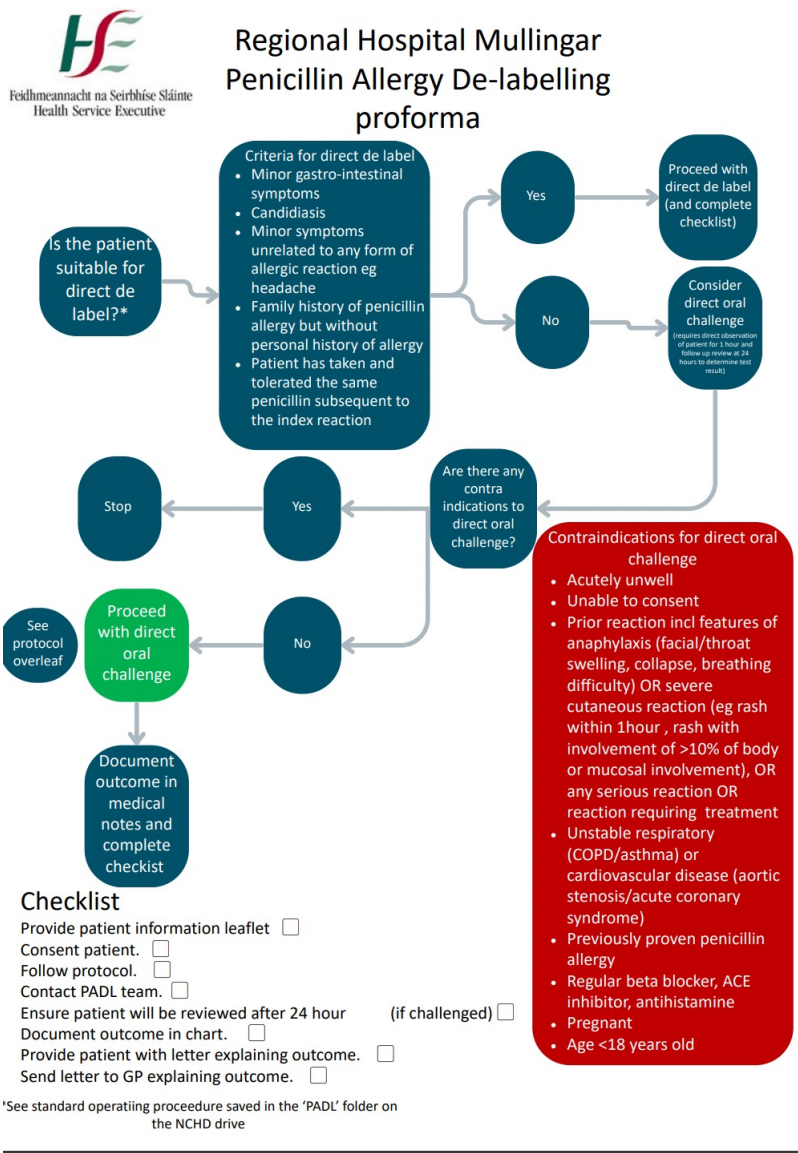 Feidhmeannacht na Seirbhíse Sláinte
Health Service Executive
Regional Hospital Mullingar
Penicillin Allergy De-labelling
proforma
Is the patient
suitable for
direct de
label?*
Criteria for direct de label
• Minor gastro-intestinal
symptoms
• Candidiasis
• Minor symptoms
unrelated to any form of
allergic reaction eg
headache
• Family history of penicillin
allergy but without
personal history of allergy
• Patient has taken and
tolerated the same
penicillin subsequent to
the index reaction
Yes
Proceed with
direct de label
(and complete
checklist)
No
Consider
direct oral
challenge
(requires direct observation
of patient for 1 hour and
follow up review at 24
hours to determine test
result)
Are there any
contra
indications to
direct oral
challenge?
Yes
Stop
No
Proceed
with direct
oral
challenge
See
protocol
overleaf
Document
outcome in
medical
notes and
complete
checkist
Contraindications for direct oral
challenge
• Acutely unwell
• Unable to consent
• Prior reaction incl features of
anaphylaxis (facial/throat
swelling, collapse, breathing
difficulty) OR severe
cutaneous reaction (eg rash
within 1hour , rash with
involvement of >10% of body
or mucosal involvement), OR
any serious reaction OR
reaction requiring treatment
• Unstable respiratory
(COPD/asthma) or
cardiovascular disease (aortic
stenosis/acute coronary
syndrome)
• Previously proven penicillin
allergy
• Regular beta blocker, ACE
inhibitor, antihistamine
• Pregnant
• Age <18 years old
Checklist
Provide patient information leaflet
Consent patient.
Follow protocol.
Contact PADL team.
Ensure patient will be reviewed after 24 hour (if challenged)
Document outcome in chart.
Provide patient with letter explaining outcome.
Send letter to GP explaining outcome.
*See standard operatiing proceedure saved in the 'PADL' folder on
the NCHD drive